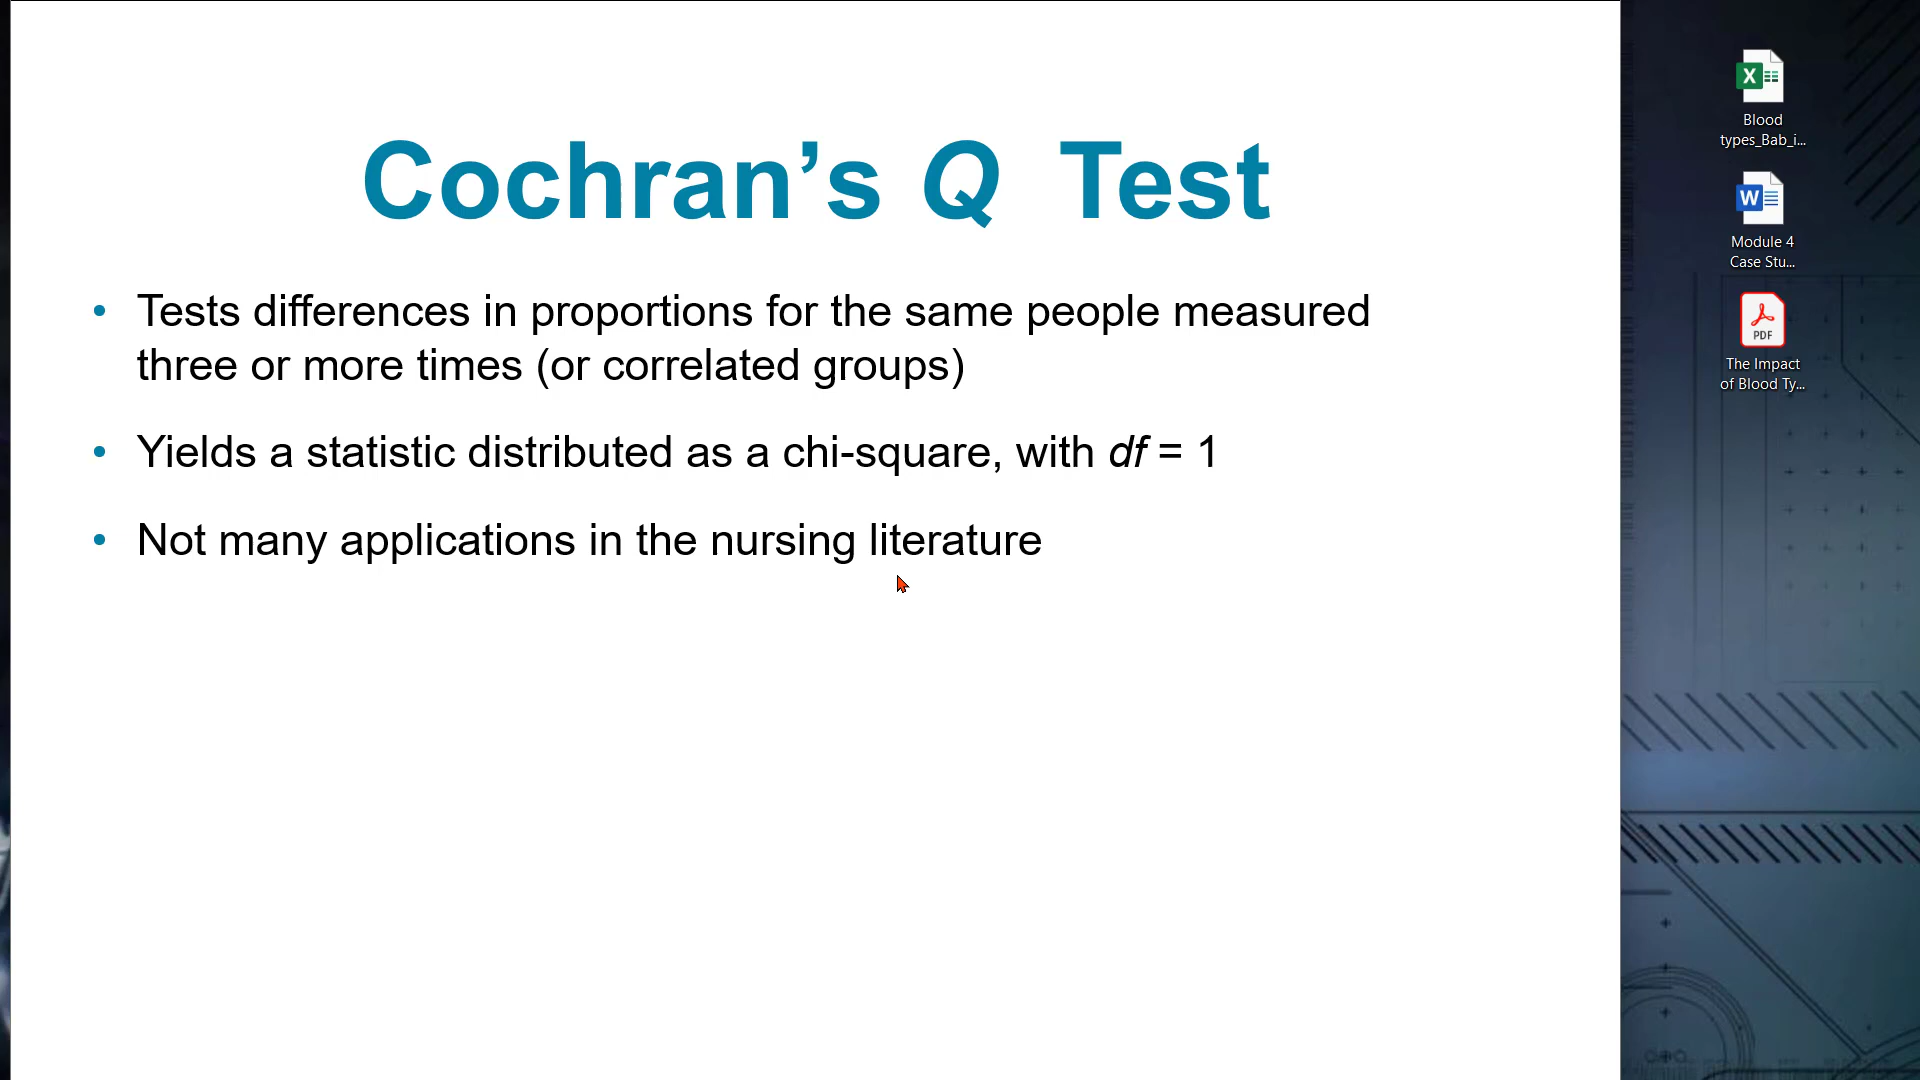 Cochran’s Q Test
• Tests differences in proportions for the same people measured
three or more times (or correlated groups)
• Yields a statistic distributed as a chi-square, with df = 1
• Not many applications in the nursing literature
X
Blood
types_Bab_i...
W
Module 4
Case Stu...
PDF
The Impact
of Blood Ty...